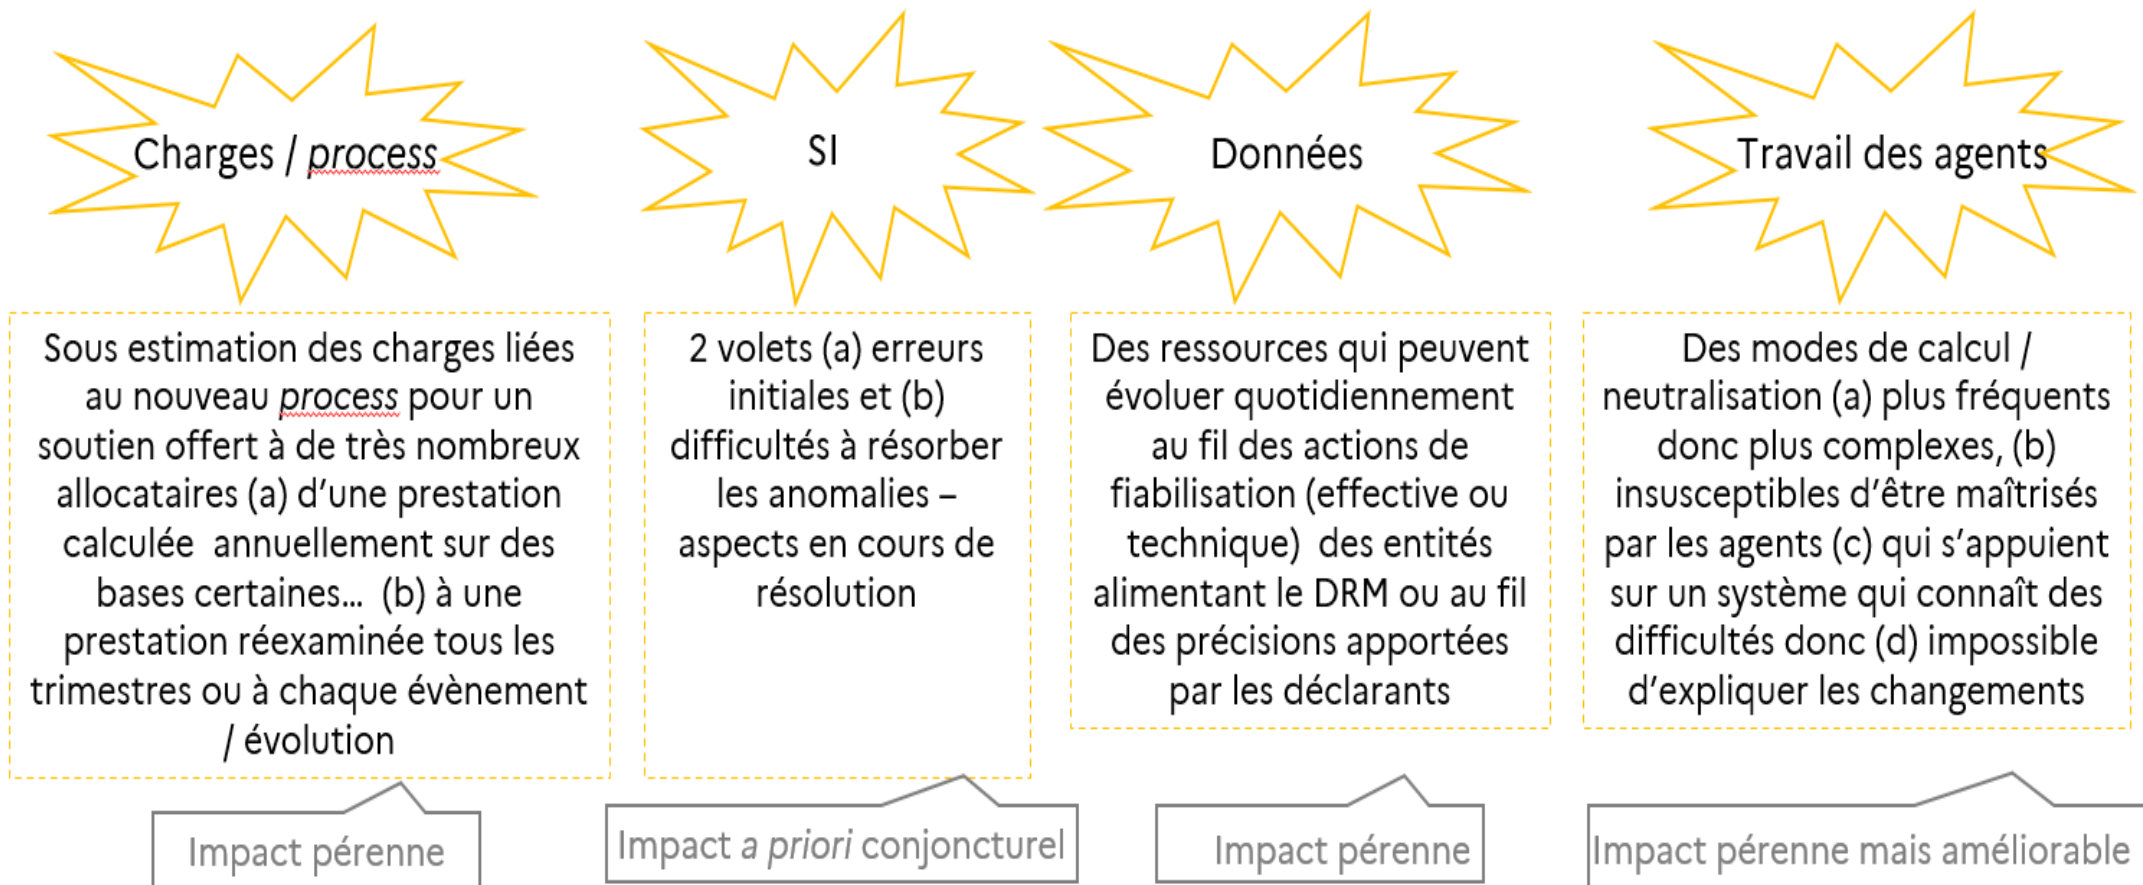 Charges / process
SI
Données
Travail des agents
Sous estimation des charges liées
au nouveau process pour un
soutien offert à de très nombreux
allocataires (a) d’une prestation
calculée  annuellement sur des
bases certaines...  (b) à une
prestation réexaminée tous les
trimestres ou à chaque évènement
/ évolution
2 volets (a) erreurs
initiales et (b)
difficultés à résorber
les anomalies –
aspects en cours de
résolution
Des ressources qui peuvent
évoluer quotidiennement
au fil des actions de
fiabilisation (effective ou
technique)  des entités
alimentant le DRM ou au fil
des précisions apportées
par les déclarants
Des modes de calcul /
neutralisation (a) plus fréquents
donc plus complexes, (b)
insusceptibles d’être maîtrisés
par les agents (c) qui s’appuient
sur un système qui connaît des
difficultés donc (d) impossible
d’expliquer les changements
Impact pérenne
Impact a priori conjoncturel
Impact pérenne
Impact pérenne mais améliorable